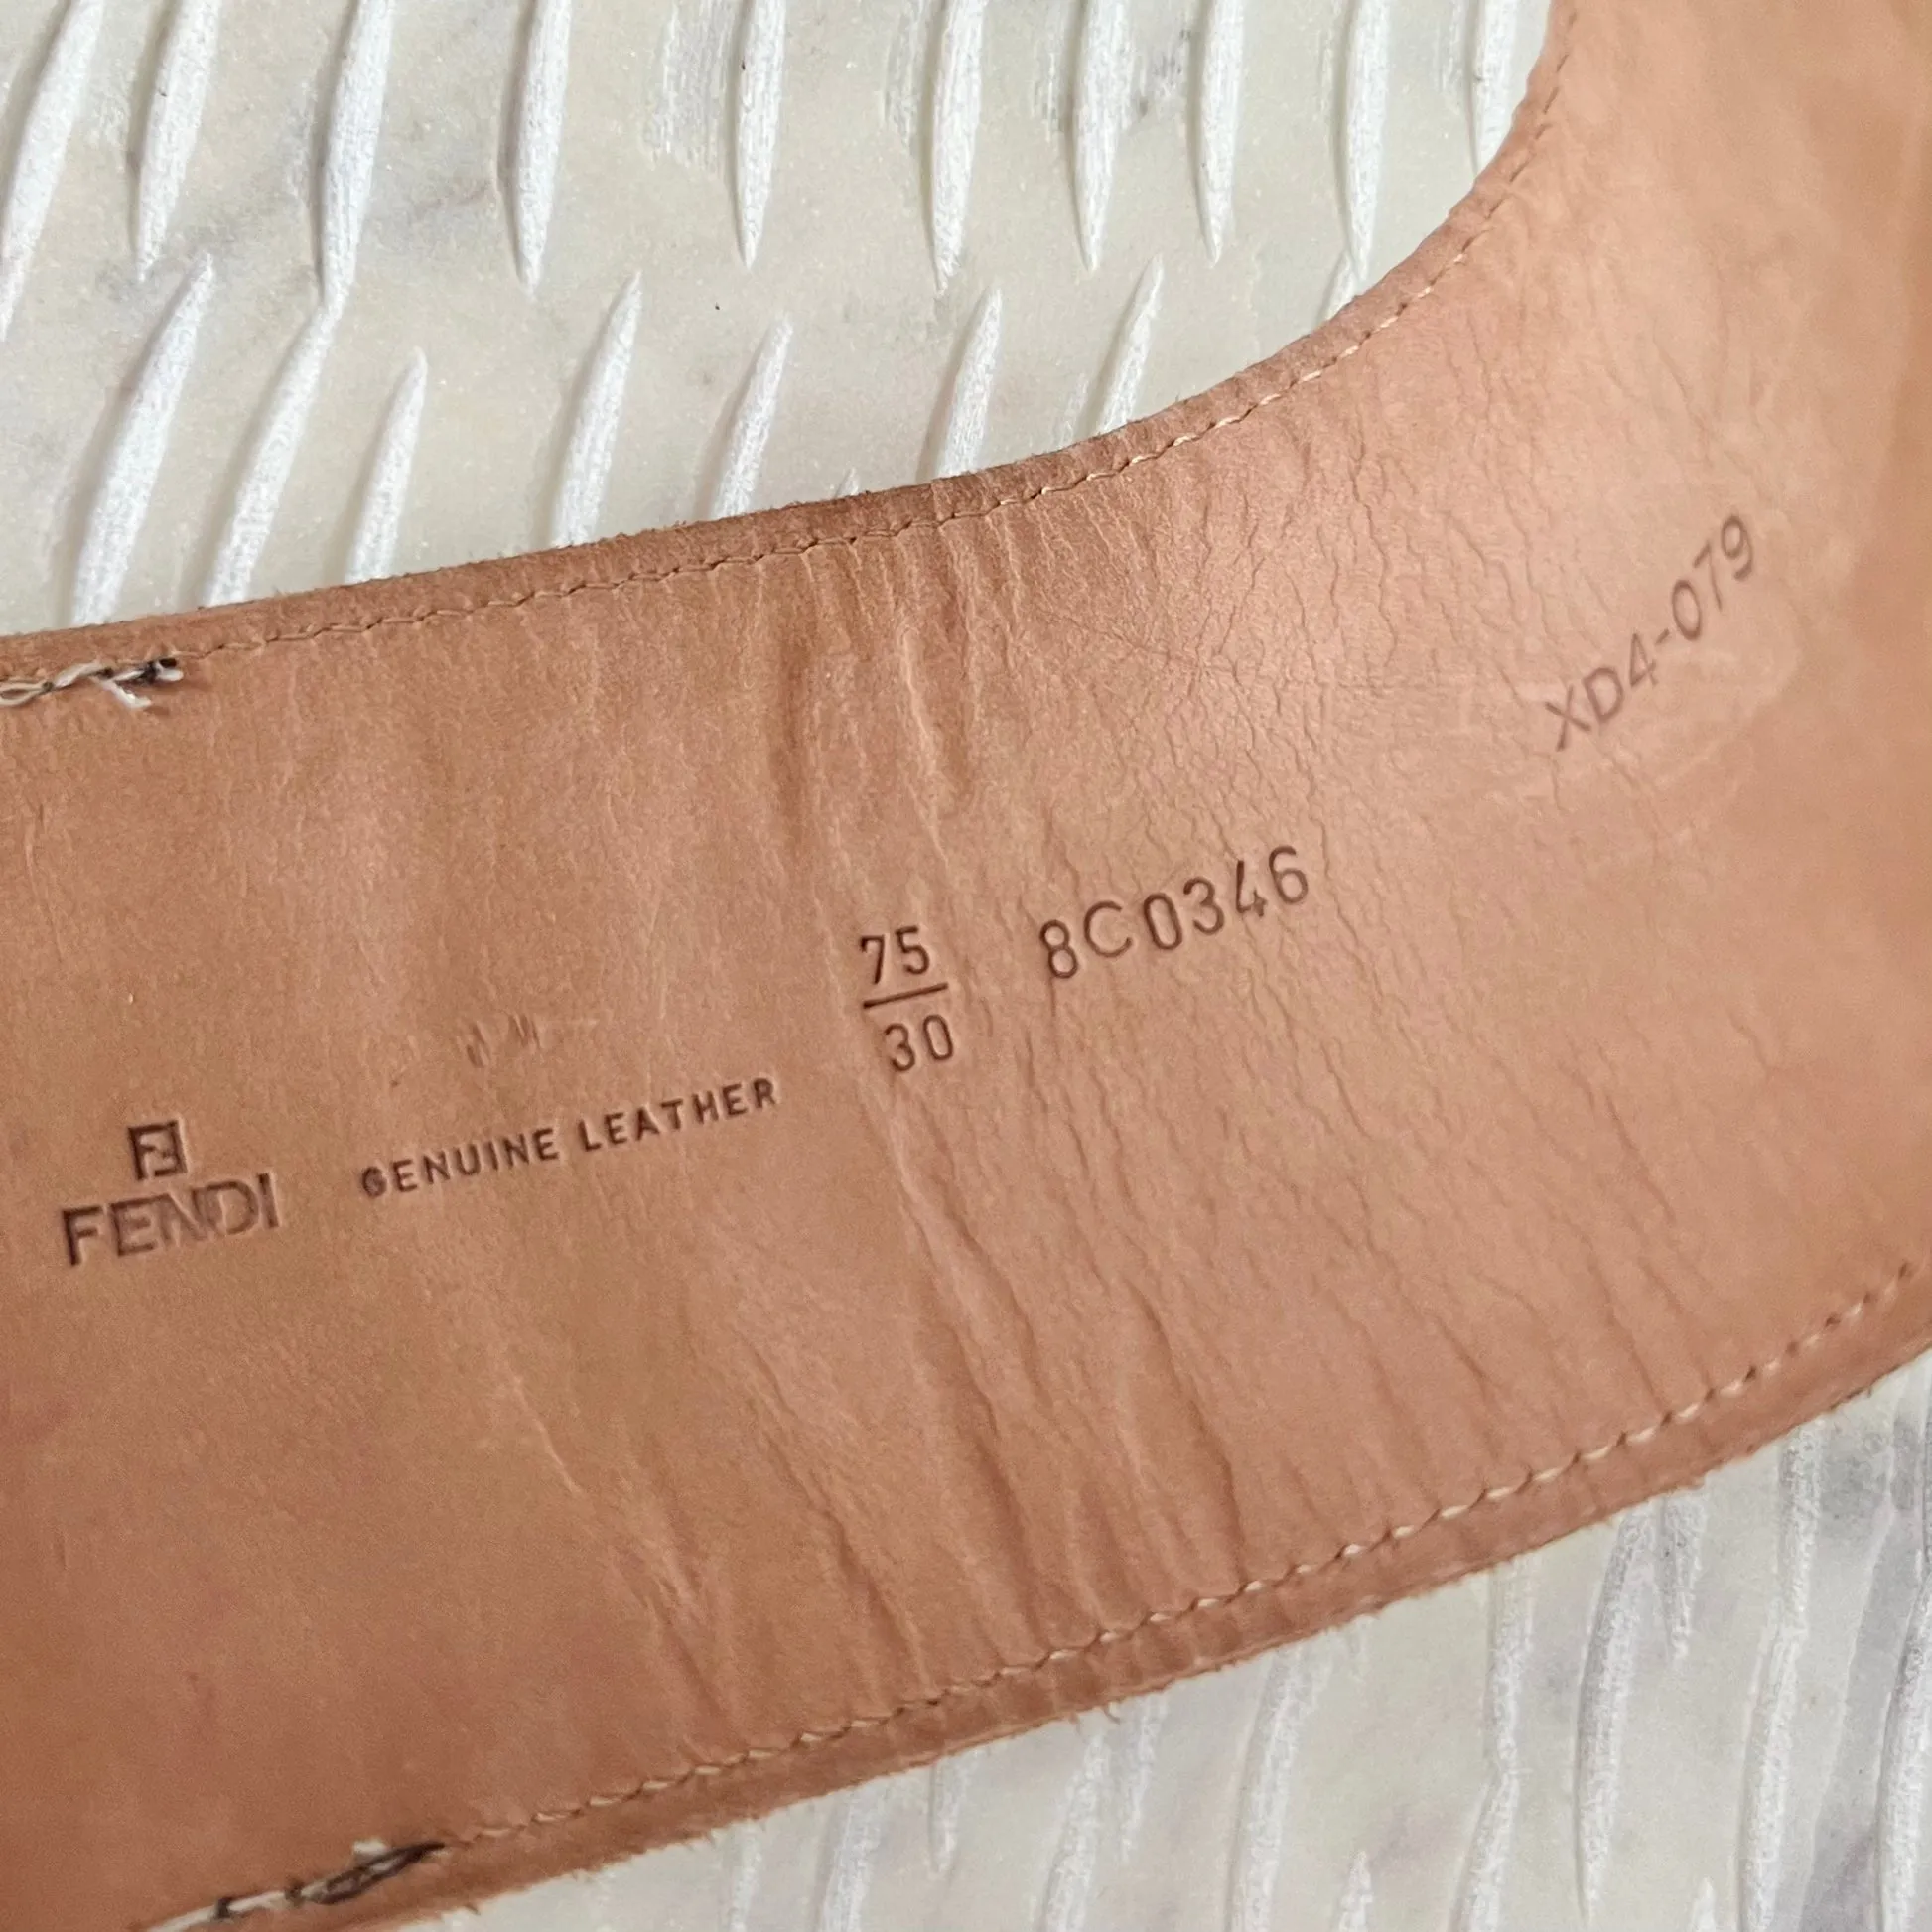 FENDI
GENUINE LEATHER
75
30
8C0346
XD4-079